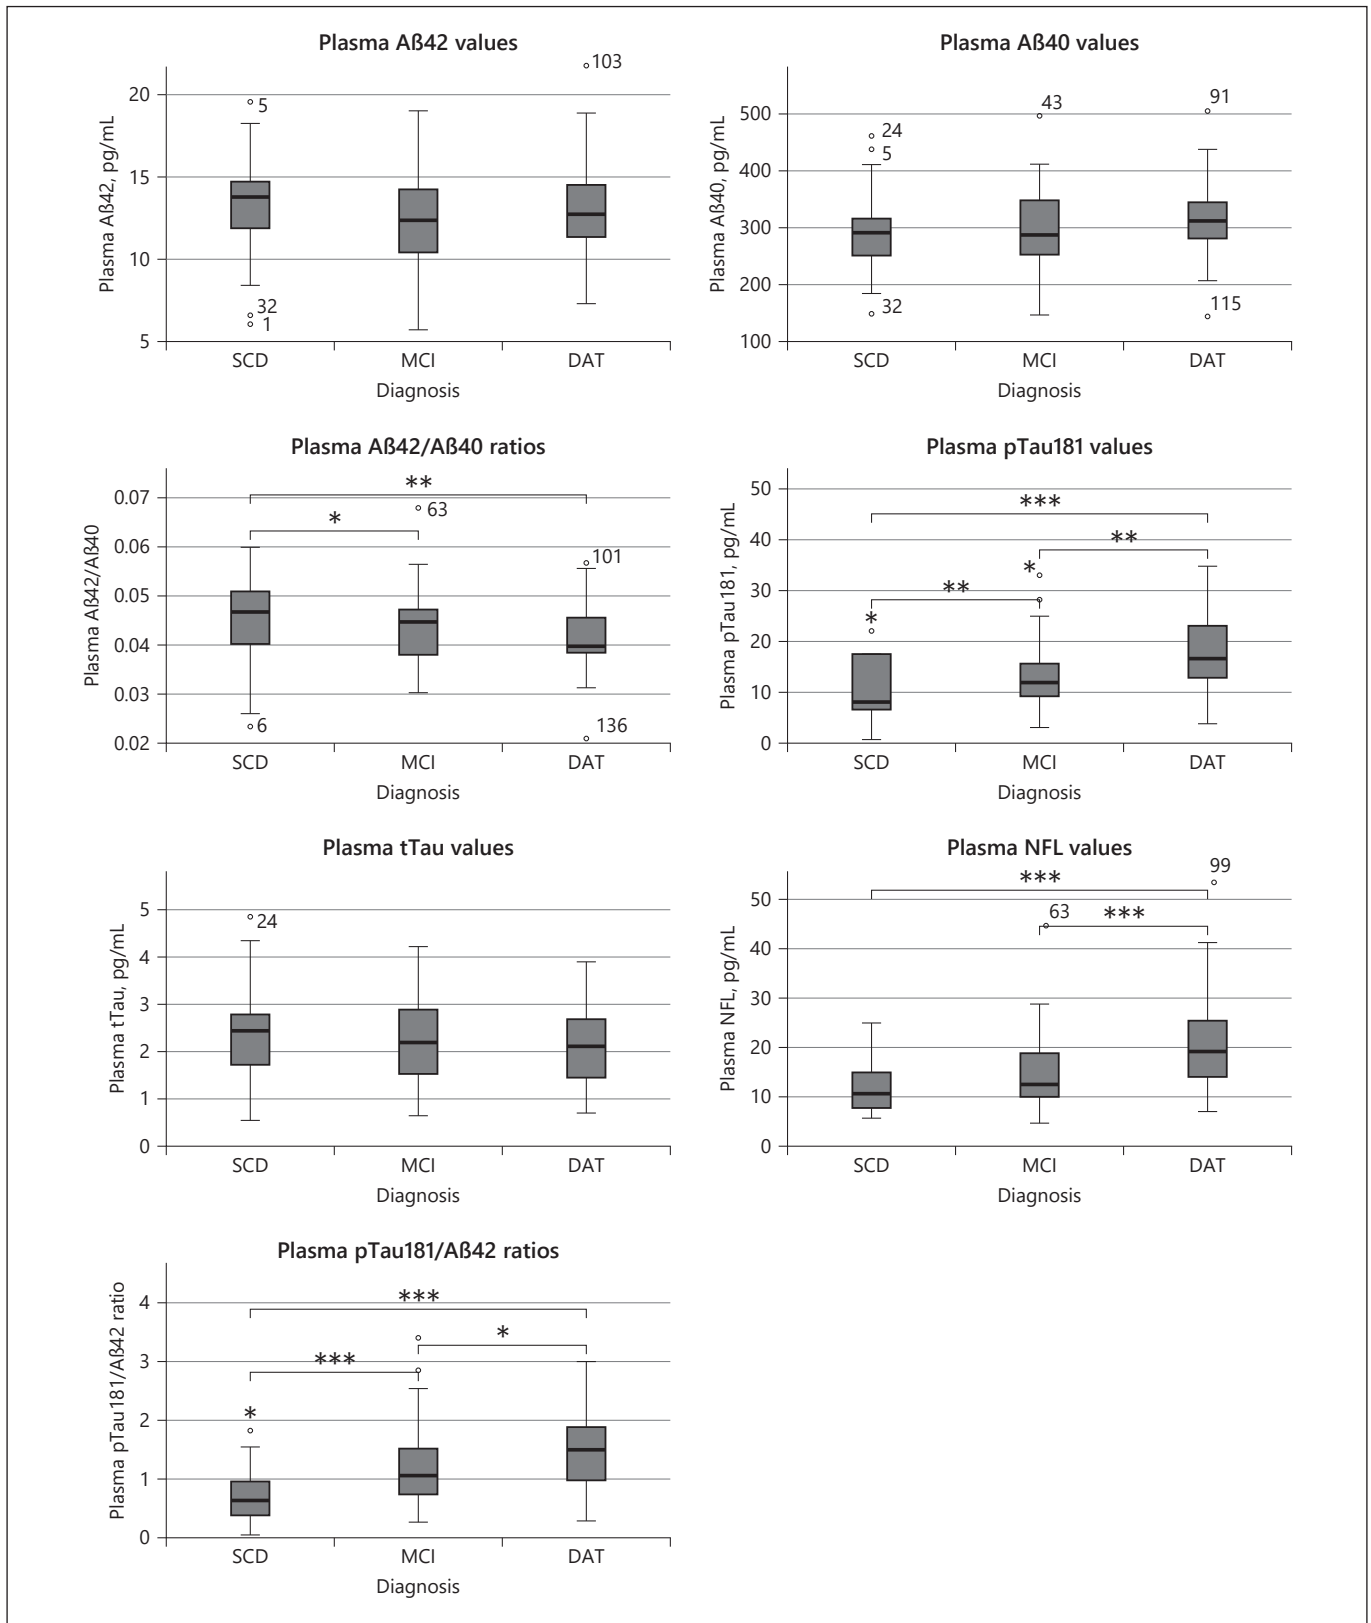 Plasma Aß42 values
Plasma Aß42, pg/mL
20
15
10
5
103
5
32
1
SCD MCI DAT
Diagnosis
Plasma Aß40 values
Plasma Aß40, pg/mL
500
400
300
200
100
91
43
24
5
32
115
SCD MCI DAT
Diagnosis
Plasma Aß42/Aß40 ratios
Plasma Aß42/Aß40
0.07
0.06
0.05
0.04
0.03
0.02
**
*
63
101
6
136
SCD MCI DAT
Diagnosis
Plasma pTau181 values
Plasma pTau181, pg/mL
50
40
30
20
10
0
***
**
*
**
*
SCD MCI DAT
Diagnosis
Plasma tTau values
Plasma tTau, pg/mL
5
4
3
2
1
0
24
SCD MCI DAT
Diagnosis
Plasma NFL values
Plasma NFL, pg/mL
50
40
30
20
10
0
99
***
63
***
SCD MCI DAT
Diagnosis
Plasma pTau181/Aß42 ratios
Plasma pTau181/Aß42 ratio
4
3
2
1
0
***
*
***
*
SCD MCI DAT
Diagnosis